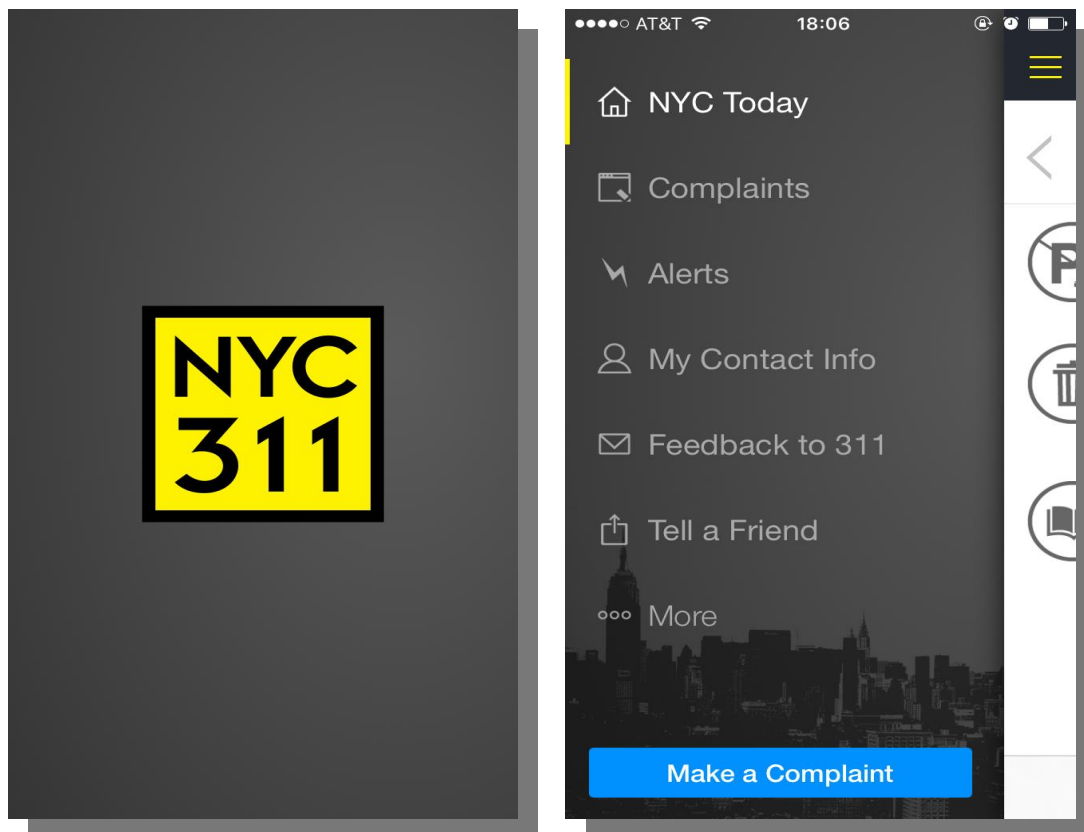 NYC
311
AT&T 18:06
NYC Today
Complaints
Alerts
My Contact Info
Feedback to 311
Tell a Friend
More
Make a Complaint
P